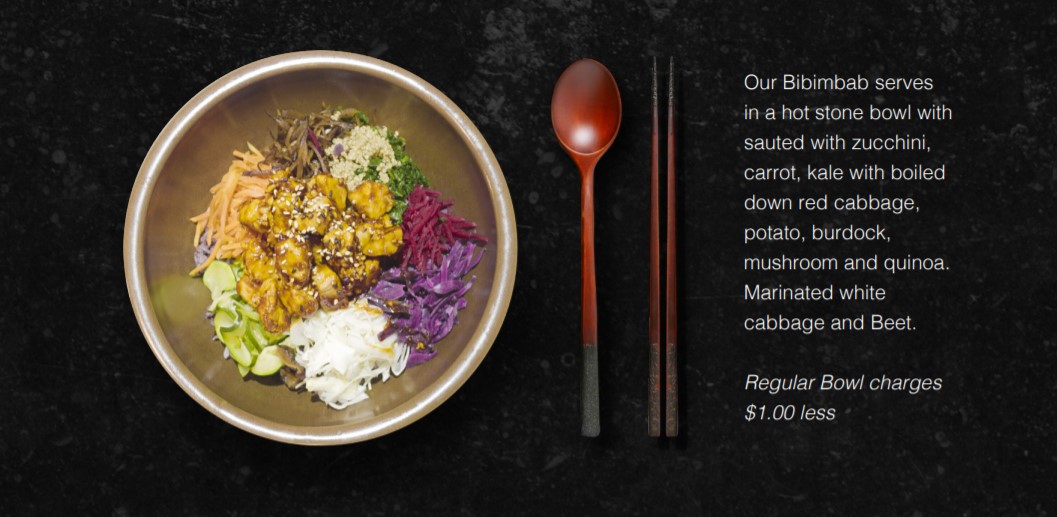 Our Bibimbab serves
in a hot stone bowl with
sauted with zucchini,
carrot, kale with boiled
down red cabbage,
potato, burdock,
mushroom and quinoa.
Marinated white
cabbage and Beet.
Regular Bowl charges
$1.00 less